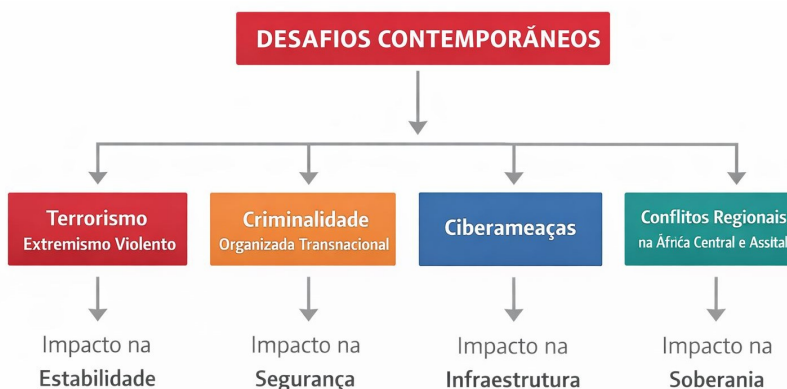 DESAFIOS CONTEMPORÂNEOS
Terrorismo
Extremismo Violento
Criminalidade
Organizada Transnacional
Ciberameaças
Conflitos Regionais
na África Central e Assital
Impacto na
Estabilidade
Impacto na
Segurança
Impacto na
Infraestrutura
Impacto na
Soberania